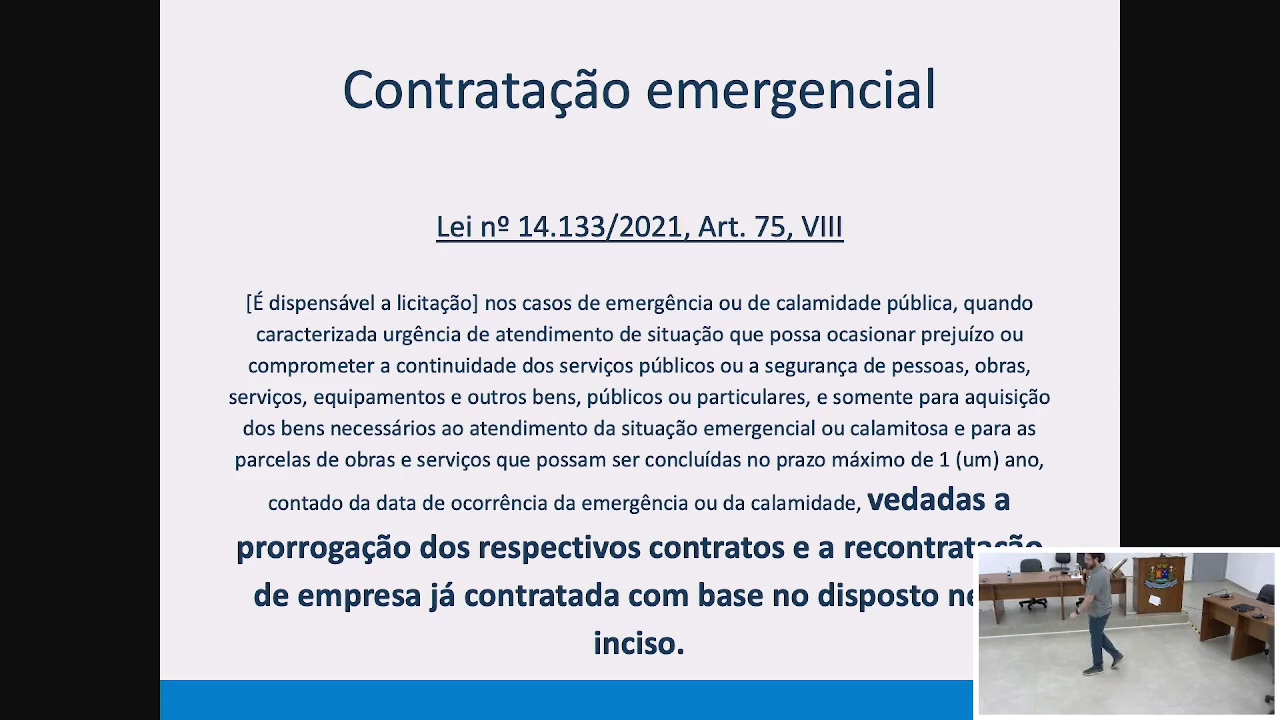 Contratação emergencial
Lei nº 14.133/2021, Art. 75, VIII
[É dispensável a licitação] nos casos de emergência ou de calamidade pública, quando
caracterizada urgência de atendimento de situação que possa ocasionar prejuízo ou
comprometer a continuidade dos serviços públicos ou a segurança de pessoas, obras,
serviços, equipamentos e outros bens, públicos ou particulares, e somente para aquisição
dos bens necessários ao atendimento da situação emergencial ou calamitosa e para as
parcelas de obras e serviços que possam ser concluídas no prazo máximo de 1 (um) ano,
contado da data de ocorrência da emergência ou da calamidade, vedadas a
prorrogação dos respectivos contratos e a recontratação
de empresa já contratada com base no disposto
inciso.